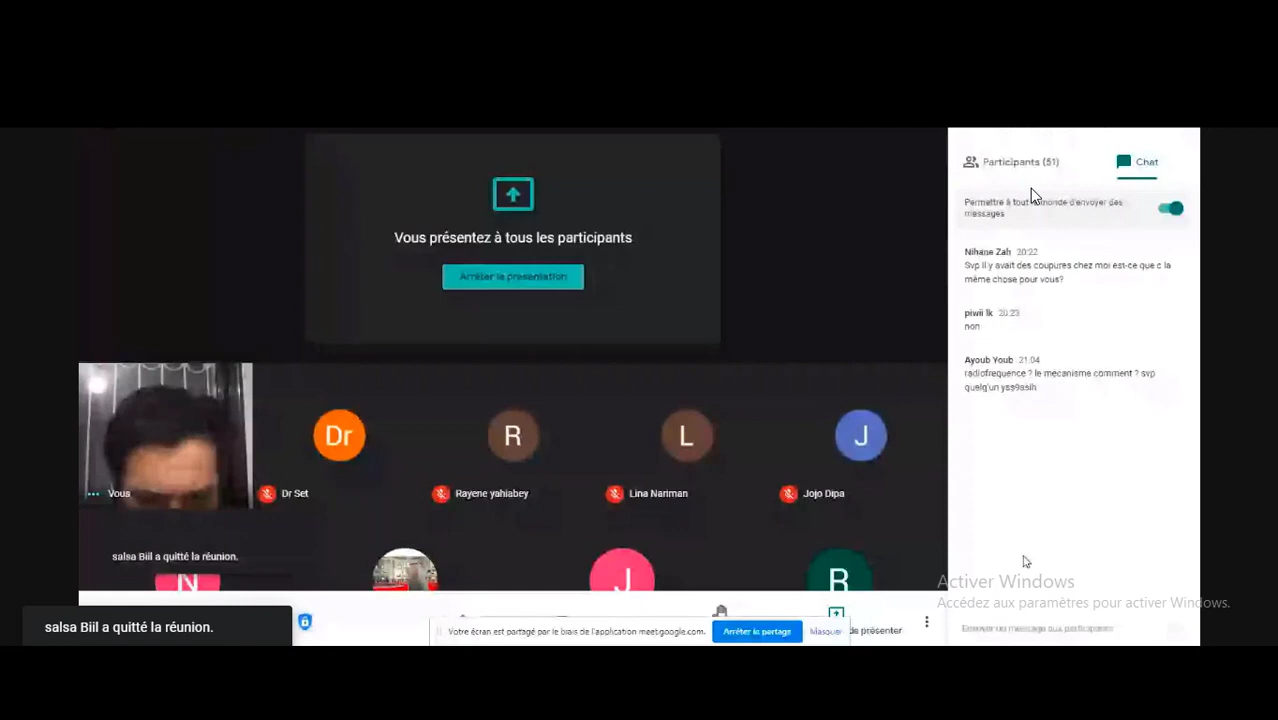 Participants (51)
Chat
Permettre à tout monde d'envoyer des
messages
Vous présentez à tous les participants
Arrêter la présentation
Nihane Zah 20:22
Svp il y avait des coupures chez moi est-ce que c la
même chose pour vous?
piwii lk 20:23
non
Ayoub Youb 21:04
radiofrequence ? le mecanisme comment ? svp
quelq'un yss9ssih
Dr
R
L
J
Vous
Dr Set
Rayene yahiabey
Lina Nariman
Jojo Dipa
salsa Biil a quitté la réunion.
N
J
R
Activer Windows
Accédez aux paramètres pour activer Windows.
salsa Biil a quitté la réunion.
Votre écran est partagé par le biais de l'application meet.google.com.
Arrêter le partage
Masquer
de présenter
Envoyer un message aux participants